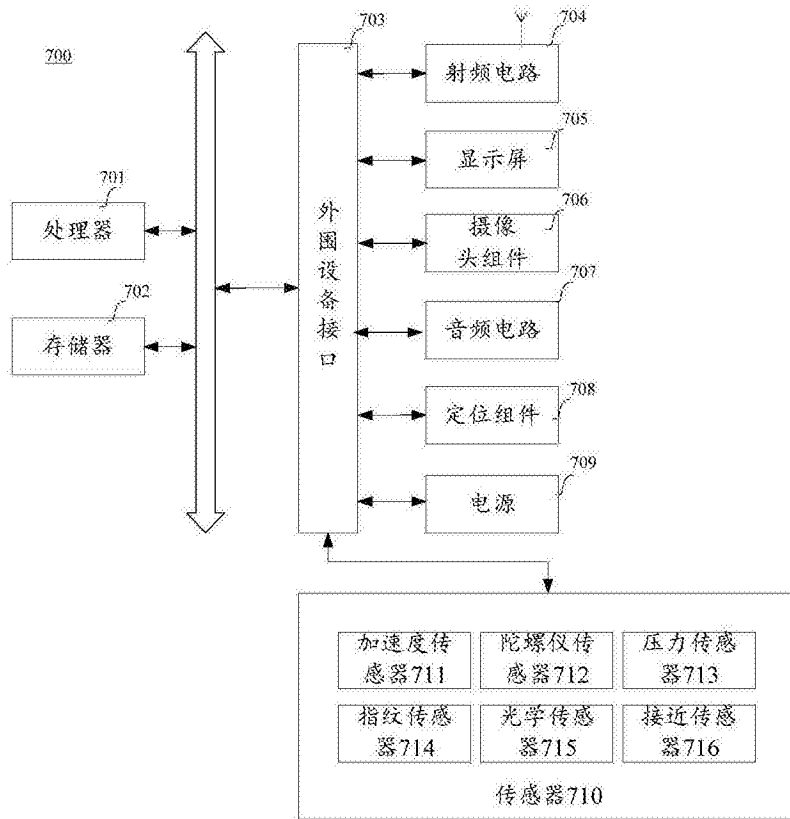 700
703
704
射频电路
705
显示屏
701
处理器
706
摄像
头组件
外围设备接口
702
存储器
707
音频电路
708
定位组件
709
电源
加速度传
感器711
陀螺仪传
感器712
压力传感
器713
指纹传感
器714
光学传感
器715
接近传感
器716
传感器710